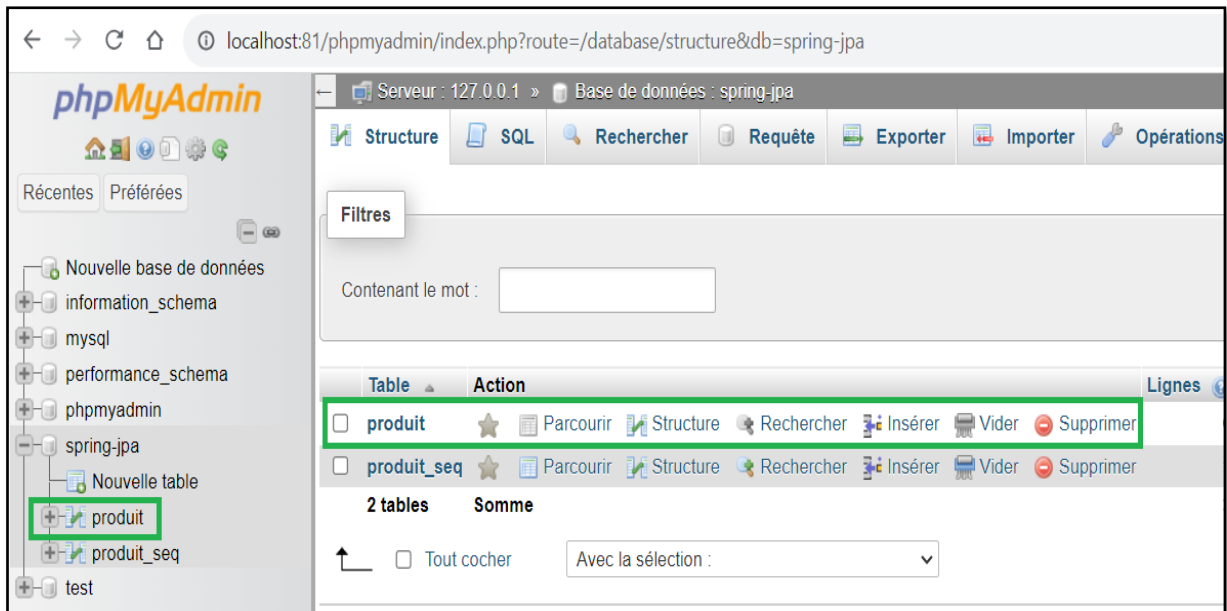 localhost:81/phpmyadmin/index.php?route=/database/structure&db=spring-jpa
phpMyAdmin
Récentes Préférées
Nouvelle base de données
information_schema
mysql
performance_schema
phpmyadmin
spring-jpa
Nouvelle table
produit
produit_seq
test
Serveur : 127.0.0.1 » Base de données : spring-jpa
Structure SQL Rechercher Requête Exporter Importer Opérations
Filtres
Contenant le mot :
Table Action Lignes
produit Parcourir Structure Rechercher Insérer Vider Supprimer
produit_seq Parcourir Structure Rechercher Insérer Vider Supprimer
2 tables Somme
Tout cocher Avec la sélection :